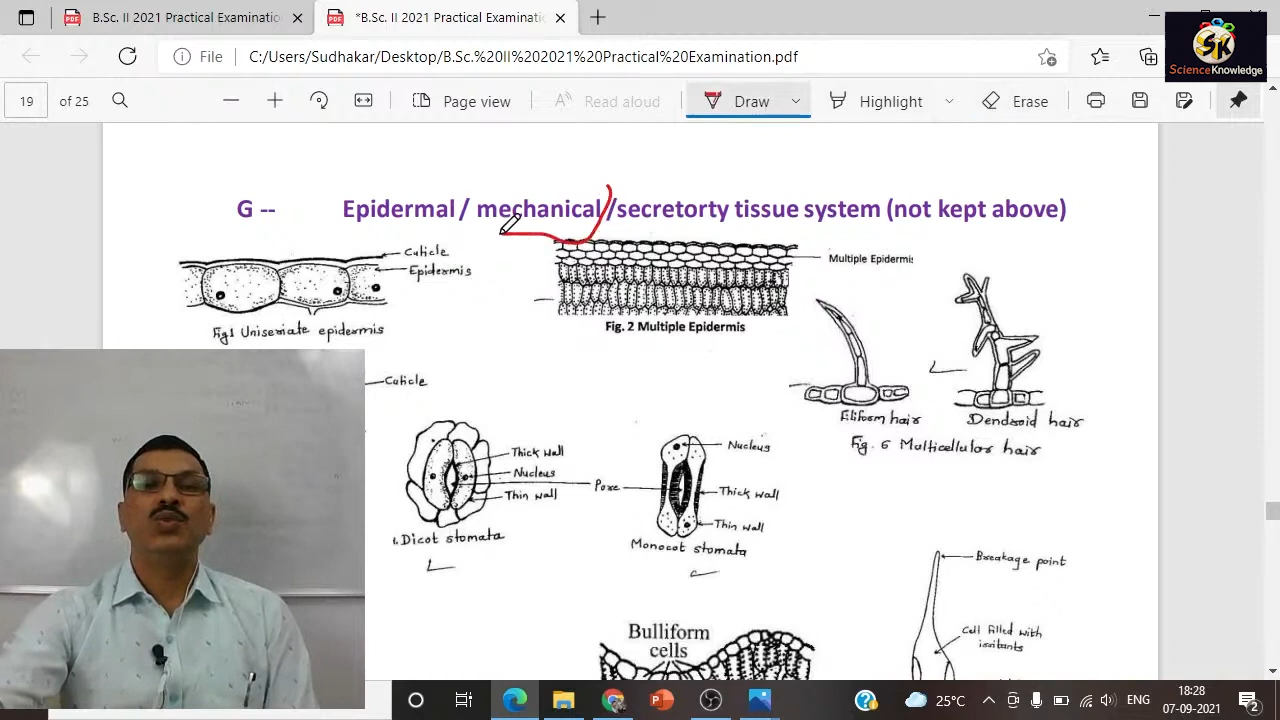 B.Sc. II 2021 Practical Examinatio
*B.Sc. II 2021 Practical Examinatio
SK
ScienceKnowledge
File
C:/Users/Sudhakar/Desktop/B.Sc.%20II%202021%20Practical%20Examination.pdf
19 of 25
Page view
Read aloud
Draw
Highlight
Erase
G -- Epidermal / mechanical /secretorty tissue system (not kept above)
Cuticle
Epidermis
Fig1 Uniseriate epidermis
Multiple Epidermis
Fig. 2 Multiple Epidermis
Filiform hair
Dendroid hair
Fig. 6 Multicellular hair
Cuticle
Thick wall
Nucleus
Thin wall
Pore
Dicot stomata
Nucleus
Thick wall
Thin wall
Monocot stomata
Breakage point
Cell filled with
irritants
Bulliform
cells
25°C
ENG
18:28
07-09-2021
2